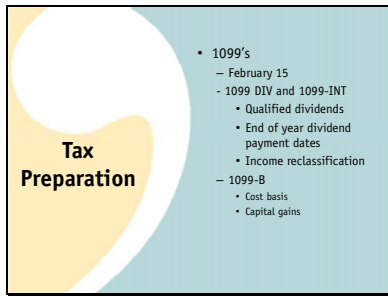 Tax
Preparation
• 1099's
– February 15
- 1099 DIV and 1099-INT
• Qualified dividends
• End of year dividend
payment dates
• Income reclassification
– 1099-B
• Cost basis
• Capital gains